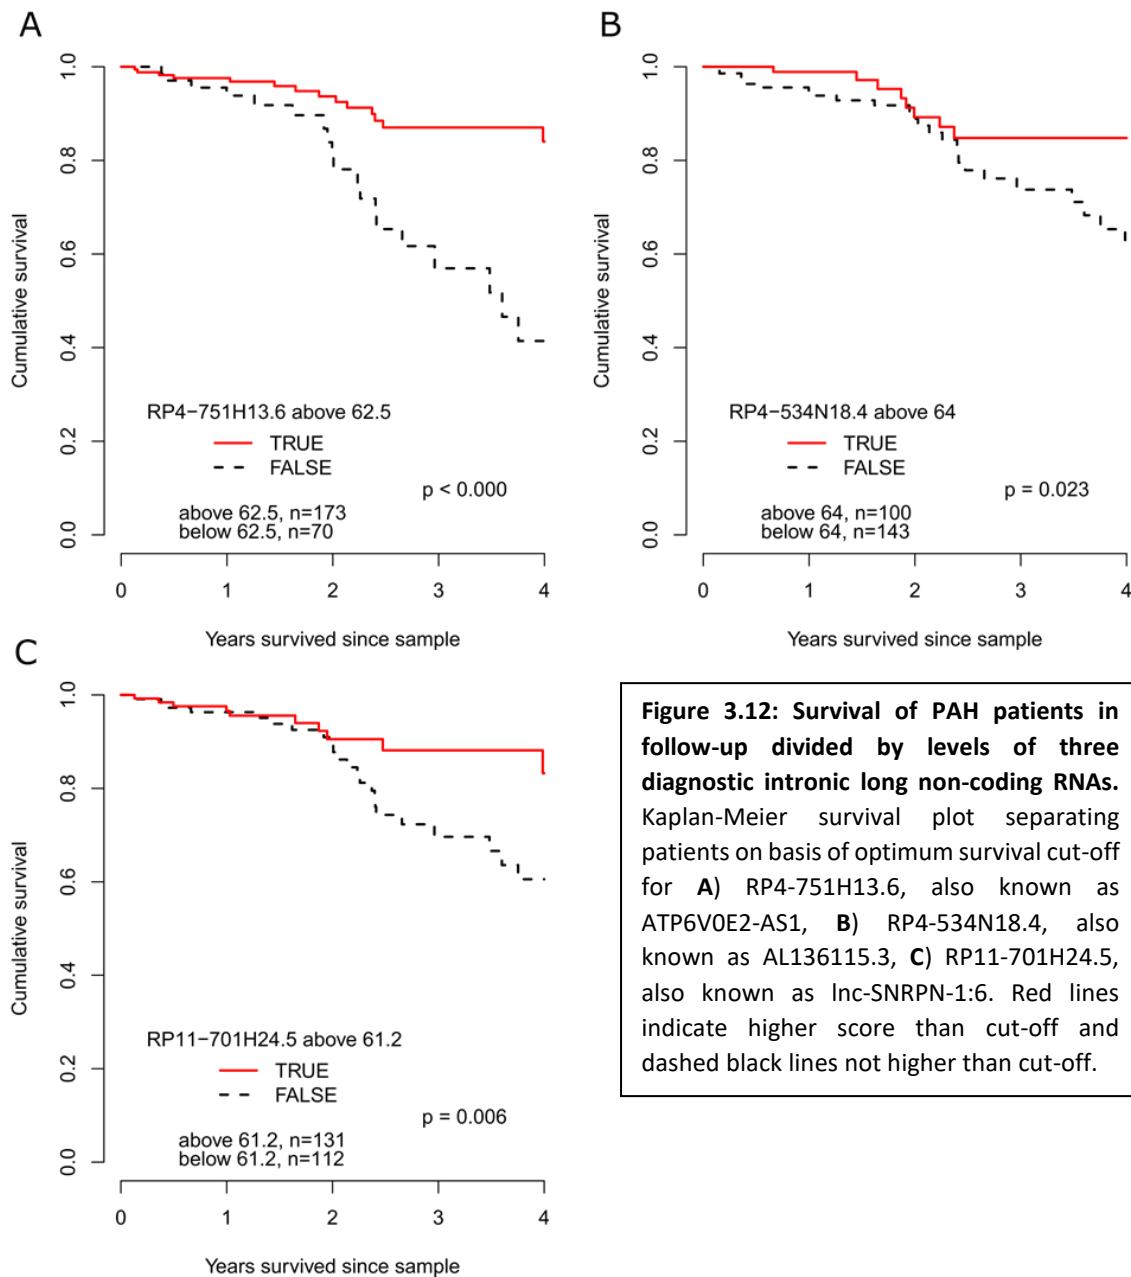 A
1.0
0.8
0.6
0.4
0.2
0.0
Cumulative survival
RP4−751H13.6 above 62.5
TRUE
FALSE
p < 0.000
above 62.5, n=173
below 62.5, n=70
0 1 2 3 4
Years survived since sample
B
1.0
0.8
0.6
0.4
0.2
0.0
Cumulative survival
RP4−534N18.4 above 64
TRUE
FALSE
p = 0.023
above 64, n=100
below 64, n=143
0 1 2 3 4
Years survived since sample
C
1.0
0.8
0.6
0.4
0.2
0.0
Cumulative survival
RP11−701H24.5 above 61.2
TRUE
FALSE
p = 0.006
above 61.2, n=131
below 61.2, n=112
0 1 2 3 4
Years survived since sample
Figure 3.12: Survival of PAH patients in
follow-up divided by levels of three
diagnostic intronic long non-coding RNAs.
Kaplan-Meier survival plot separating
patients on basis of optimum survival cut-off
for A) RP4-751H13.6, also known as
ATP6V0E2-AS1, B) RP4-534N18.4, also
known as AL136115.3, C) RP11-701H24.5,
also known as lnc-SNRPN-1:6. Red lines
indicate higher score than cut-off and
dashed black lines not higher than cut-off.